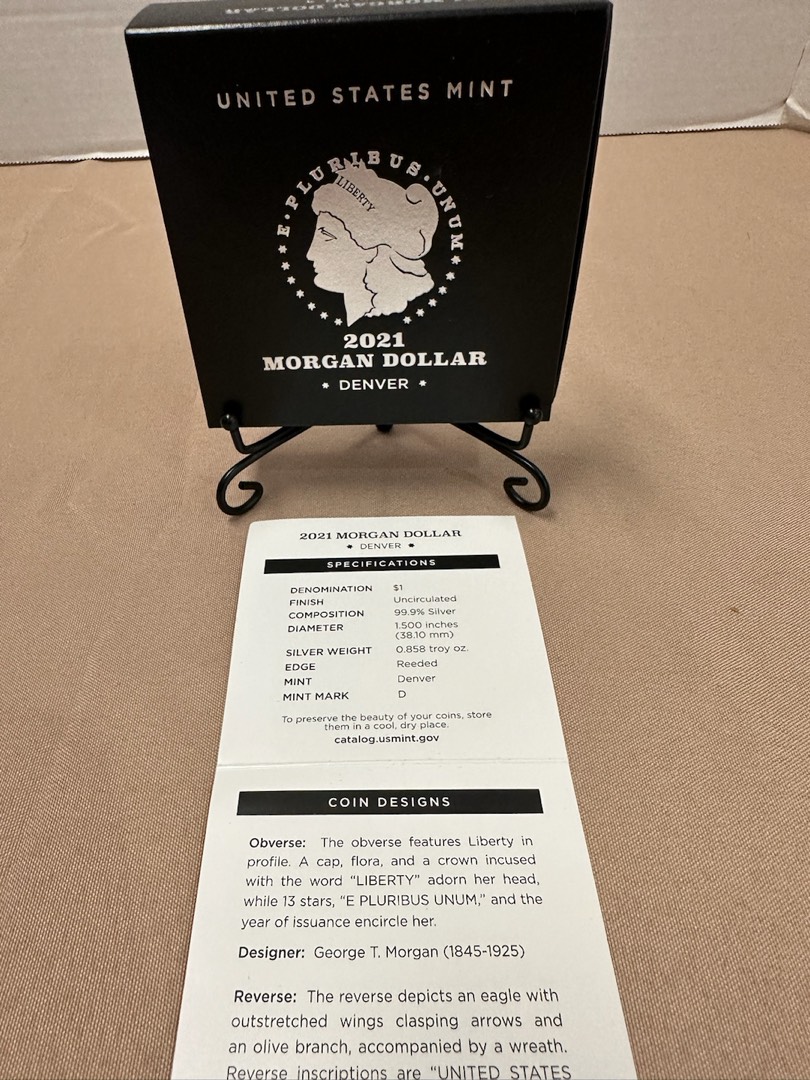 MORGAN DOLLAR
UNITED STATES MINT
E·PLURIBUS·UNUM
LIBERTY
2021
MORGAN DOLLAR
* DENVER *
2021 MORGAN DOLLAR
* DENVER *
SPECIFICATIONS
DENOMINATION $1
FINISH Uncirculated
COMPOSITION 99.9% Silver
DIAMETER 1.500 inches
(38.10 mm)
SILVER WEIGHT 0.858 troy oz.
EDGE Reeded
MINT Denver
MINT MARK D
To preserve the beauty of your coins, store
them in a cool, dry place.
catalog.usmint.gov
COIN DESIGNS
Obverse: The obverse features Liberty in
profile. A cap, flora, and a crown incused
with the word “LIBERTY” adorn her head,
while 13 stars, “E PLURIBUS UNUM,” and the
year of issuance encircle her.
Designer: George T. Morgan (1845-1925)
Reverse: The reverse depicts an eagle with
outstretched wings clasping arrows and
an olive branch, accompanied by a wreath.
Reverse inscriptions are “UNITED STATES